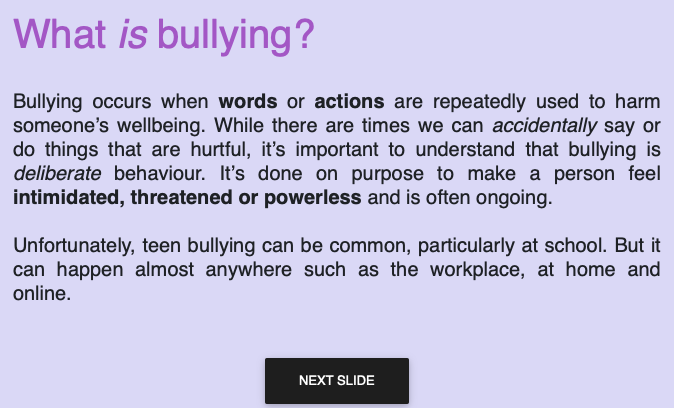 What is bullying?
Bullying occurs when words or actions are repeatedly used to harm
someone’s wellbeing. While there are times we can accidentally say or
do things that are hurtful, it’s important to understand that bullying is
deliberate behaviour. It’s done on purpose to make a person feel
intimidated, threatened or powerless and is often ongoing.
Unfortunately, teen bullying can be common, particularly at school. But it
can happen almost anywhere such as the workplace, at home and
online.
NEXT SLIDE